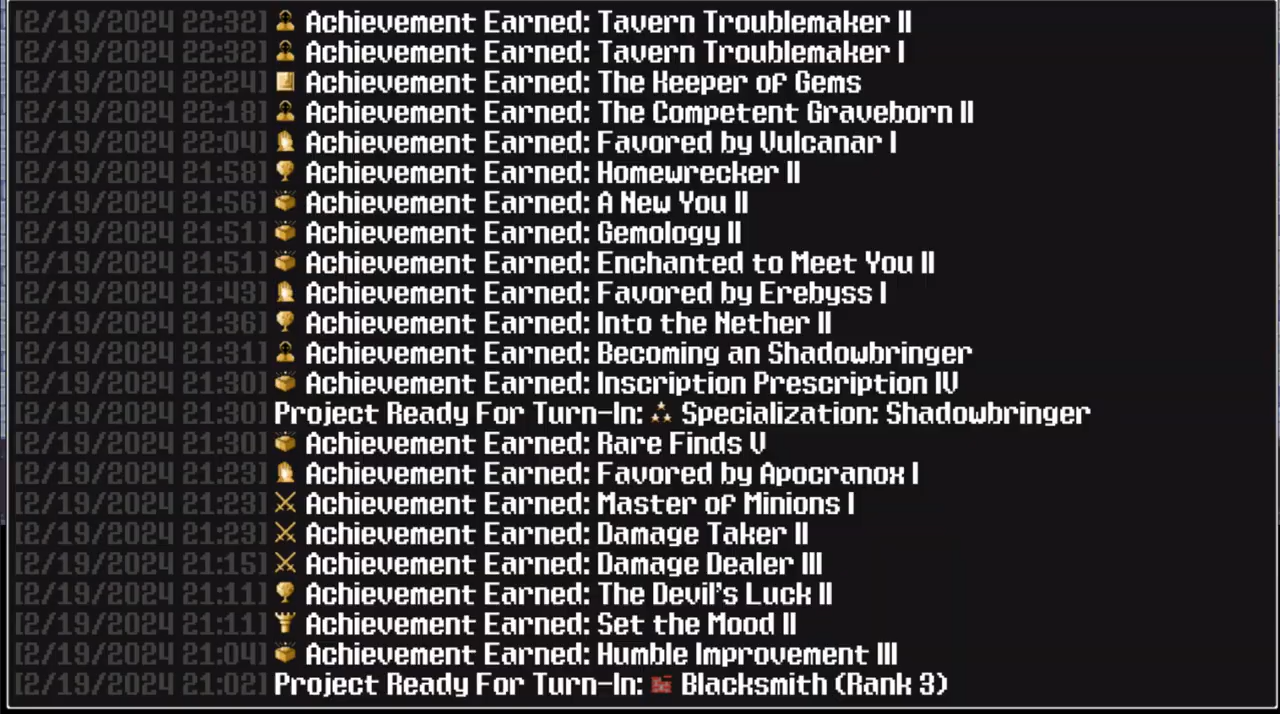 [2/19/2024 22:32] Achievement Earned: Tavern Troublemaker II
[2/19/2024 22:32] Achievement Earned: Tavern Troublemaker I
[2/19/2024 22:24] Achievement Earned: The Keeper of Gems
[2/19/2024 22:18] Achievement Earned: The Competent Graveborn II
[2/19/2024 22:04] Achievement Earned: Favored by Vulcanar I
[2/19/2024 21:58] Achievement Earned: Homewrecker II
[2/19/2024 21:56] Achievement Earned: A New You II
[2/19/2024 21:51] Achievement Earned: Gemology II
[2/19/2024 21:51] Achievement Earned: Enchanted to Meet You II
[2/19/2024 21:43] Achievement Earned: Favored by Erebyss I
[2/19/2024 21:36] Achievement Earned: Into the Nether II
[2/19/2024 21:31] Achievement Earned: Becoming an Shadowbringer
[2/19/2024 21:30] Achievement Earned: Inscription Prescription IV
[2/19/2024 21:30] Project Ready For Turn-In: Specialization: Shadowbringer
[2/19/2024 21:30] Achievement Earned: Rare Finds V
[2/19/2024 21:23] Achievement Earned: Favored by Apocranox I
[2/19/2024 21:23] Achievement Earned: Master of Minions I
[2/19/2024 21:23] Achievement Earned: Damage Taker II
[2/19/2024 21:15] Achievement Earned: Damage Dealer III
[2/19/2024 21:11] Achievement Earned: The Devil's Luck II
[2/19/2024 21:11] Achievement Earned: Set the Mood II
[2/19/2024 21:04] Achievement Earned: Humble Improvement III
[2/19/2024 21:02] Project Ready For Turn-In: Blacksmith (Rank 3)